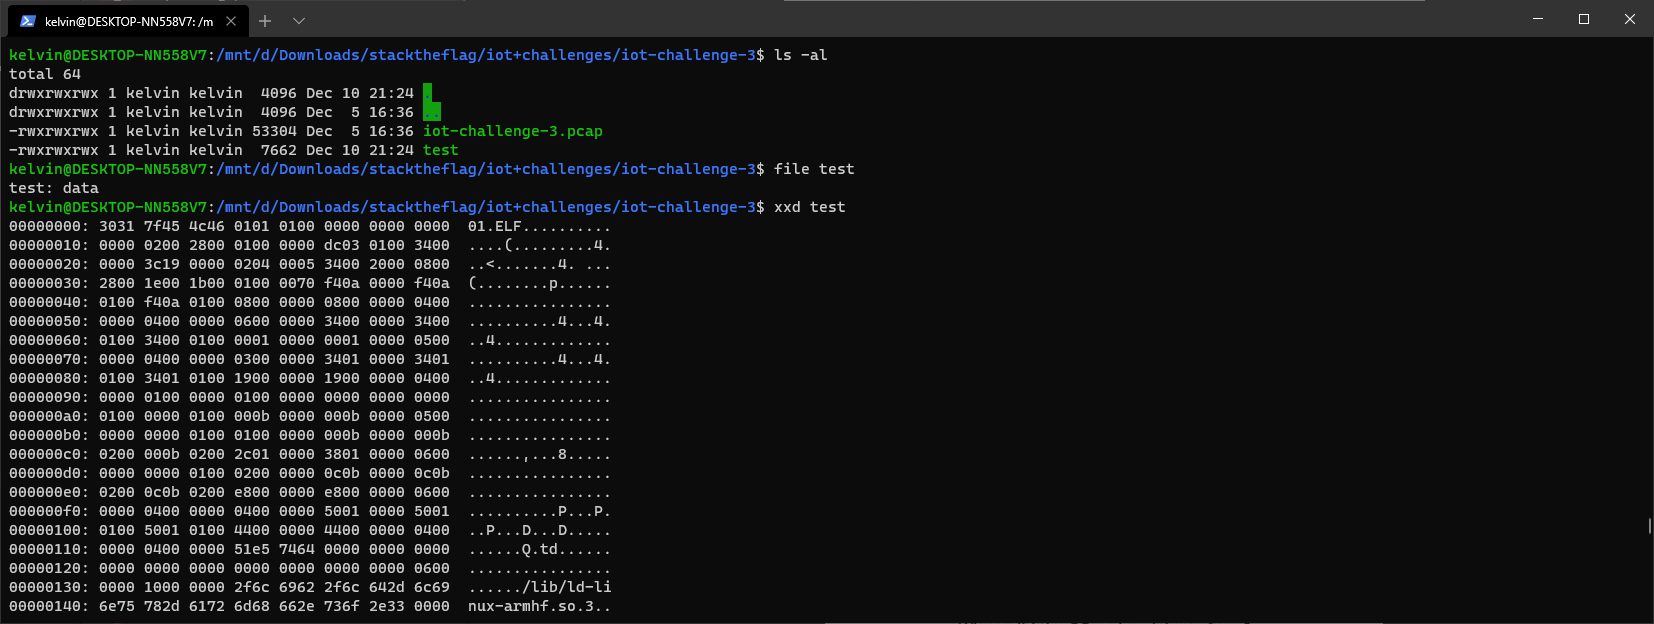 kelvin@DESKTOP-NN558V7: /m
kelvin@DESKTOP-NN558V7:/mnt/d/Downloads/stacktheflag/iot+challenges/iot-challenge-3$ ls -al
total 64
drwxrwxrwx 1 kelvin kelvin  4096 Dec 10 21:24 .
drwxrwxrwx 1 kelvin kelvin  4096 Dec  5 16:36 ..
-rwxrwxrwx 1 kelvin kelvin 53304 Dec  5 16:36 iot-challenge-3.pcap
-rwxrwxrwx 1 kelvin kelvin  7662 Dec 10 21:24 test
kelvin@DESKTOP-NN558V7:/mnt/d/Downloads/stacktheflag/iot+challenges/iot-challenge-3$ file test
test: data
kelvin@DESKTOP-NN558V7:/mnt/d/Downloads/stacktheflag/iot+challenges/iot-challenge-3$ xxd test
00000000: 3031 7f45 4c46 0101 0100 0000 0000 0000  01.ELF..........
00000010: 0000 0200 2800 0100 0000 dc03 0100 3400  ....(.........4.
00000020: 0000 3c19 0000 0204 0005 3400 2000 0800  ..<.......4. ...
00000030: 2800 1e00 1b00 0100 0070 f40a 0000 f40a  (........p......
00000040: 0100 f40a 0100 0800 0000 0800 0000 0400  ................
00000050: 0000 0400 0000 0600 0000 3400 0000 3400  ..........4...4.
00000060: 0100 3400 0100 0001 0000 0001 0000 0500  ..4.............
00000070: 0000 0400 0000 0300 0000 3401 0000 3401  ..........4...4.
00000080: 0100 3401 0100 1900 0000 1900 0000 0400  ..4.............
00000090: 0000 0100 0000 0100 0000 0000 0000 0000  ................
000000a0: 0100 0000 0100 000b 0000 000b 0000 0500  ................
000000b0: 0000 0000 0100 0100 0000 000b 0000 000b  ................
000000c0: 0200 000b 0200 2c01 0000 3801 0000 0600  ......,...8.....
000000d0: 0000 0000 0100 0200 0000 0c0b 0000 0c0b  ................
000000e0: 0200 0c0b 0200 e800 0000 e800 0000 0600  ................
000000f0: 0000 0400 0000 0400 0000 5001 0000 5001  ..........P...P.
00000100: 0100 5001 0100 4400 0000 4400 0000 0400  ..P...D...D.....
00000110: 0000 0400 0000 51e5 7464 0000 0000 0000  ......Q.td......
00000120: 0000 0000 0000 0000 0000 0000 0000 0600  ................
00000130: 0000 1000 0000 2f6c 6962 2f6c 642d 6c69  ....../lib/ld-li
00000140: 6e75 782d 6172 6d68 662e 736f 2e33 0000  nux-armhf.so.3..